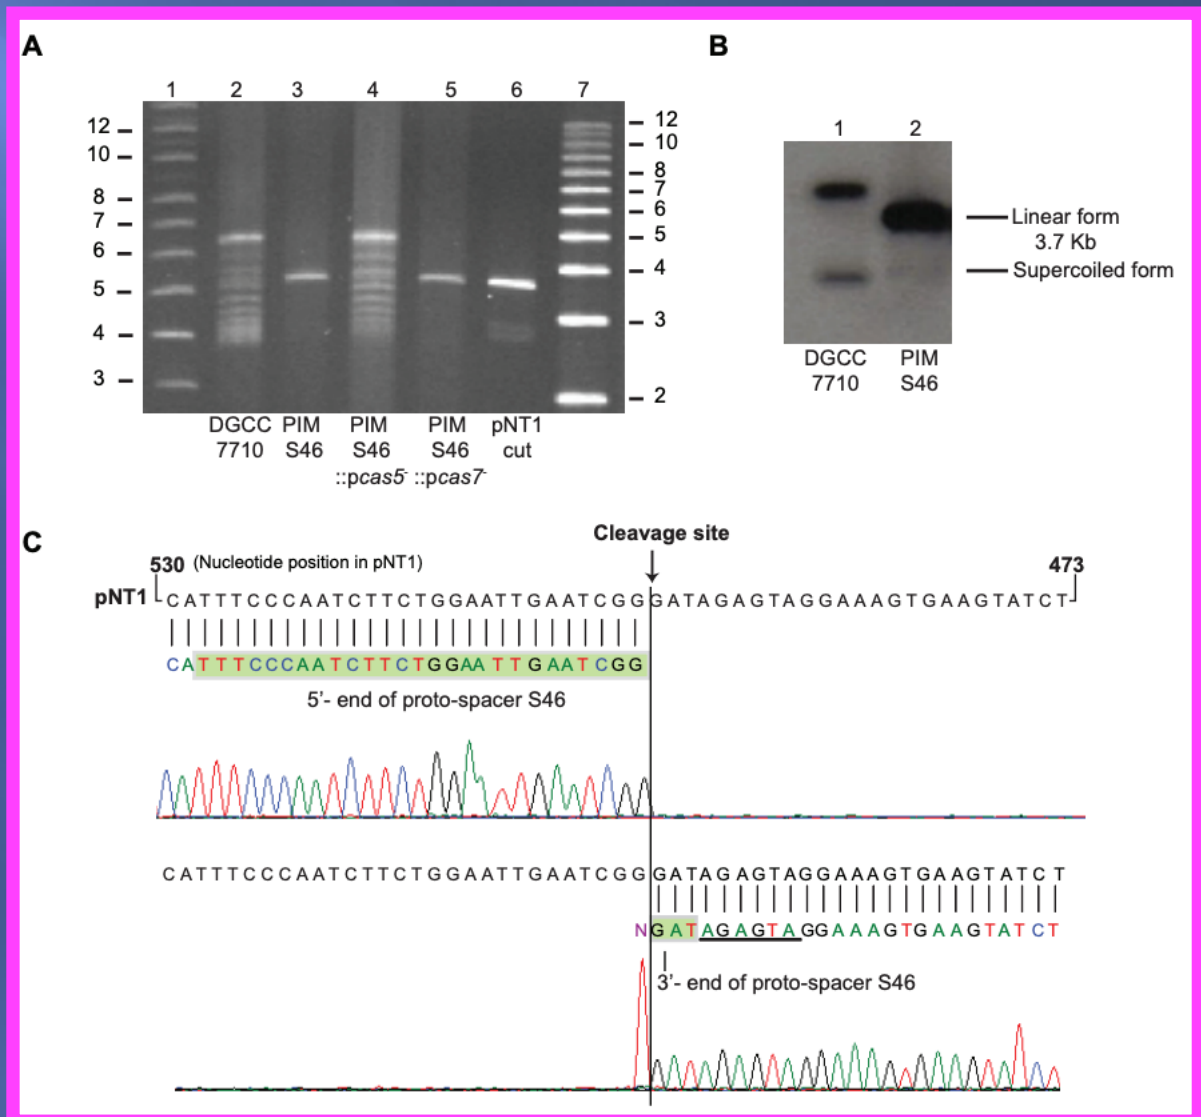 A
B
1 2 3 4 5 6 7
12
10
8
7
6
5
4
3
12
10
8
7
6
5
4
3
2
DGCC PIM PIM PIM pNT1
7710 S46 S46 S46 cut
::pcas5- ::pcas7-
1 2
Linear form
3.7 Kb
Supercoiled form
DGCC PIM
7710 S46
C
Cleavage site
530 (Nucleotide position in pNT1) 473
pNT1 CATTTCCCAATCTTCTGGAATTGAATCGGGATAGAGTAGGAAAGTGAAGTATCT
CATTTCCCAATCTTCTGGAATTGAATCGG
5'- end of proto-spacer S46
CATTTCCCAATCTTCTGGAATTGAATCGGGATAGAGTAGGAAAGTGAAGTATCT
NGATAGAGTAGGAAAGTGAAGTATCT
3'- end of proto-spacer S46